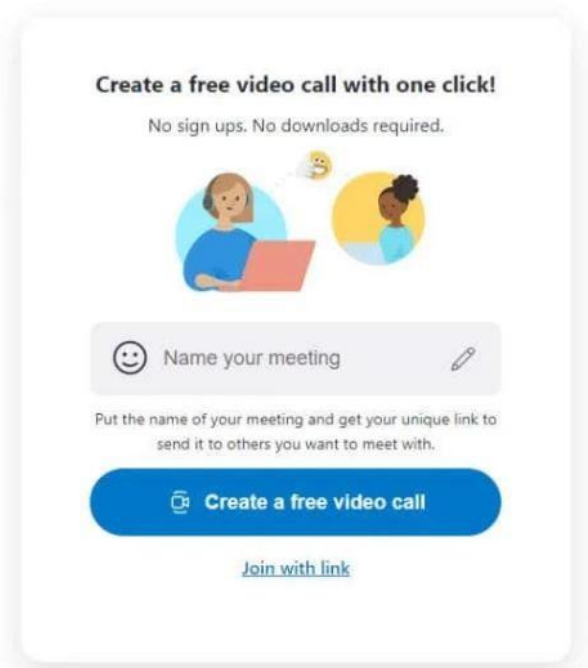 Create a free video call with one click!
No sign ups. No downloads required.
Name your meeting
Put the name of your meeting and get your unique link to
send it to others you want to meet with.
Create a free video call
Join with link